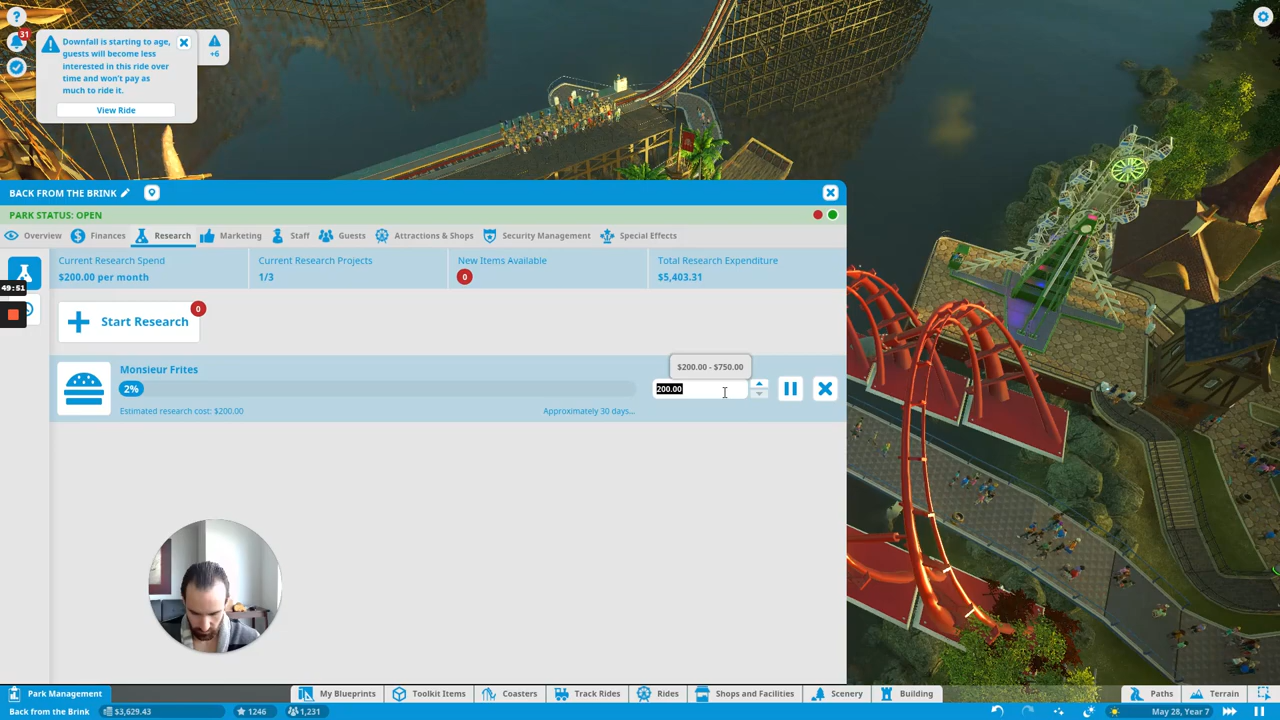 ?
31
Downfall is starting to age,
guests will become less
interested in this ride over
time and won't pay as
much to ride it.
+6
View Ride
BACK FROM THE BRINK
PARK STATUS: OPEN
Overview Finances Research Marketing Staff Guests Attractions & Shops Security Management Special Effects
Current Research Spend
$200.00 per month
Current Research Projects
1/3
New Items Available
0
Total Research Expenditure
$5,403.31
49:51
Start Research
0
Monsieur Frites
$200.00 - $750.00
2%
200.00
Estimated research cost: $200.00
Approximately 30 days...
Park Management My Blueprints Toolkit Items Coasters Track Rides Rides Shops and Facilities Scenery Building Paths Terrain
Back from the Brink $3,629.43 1246 1,231 May 28, Year 7